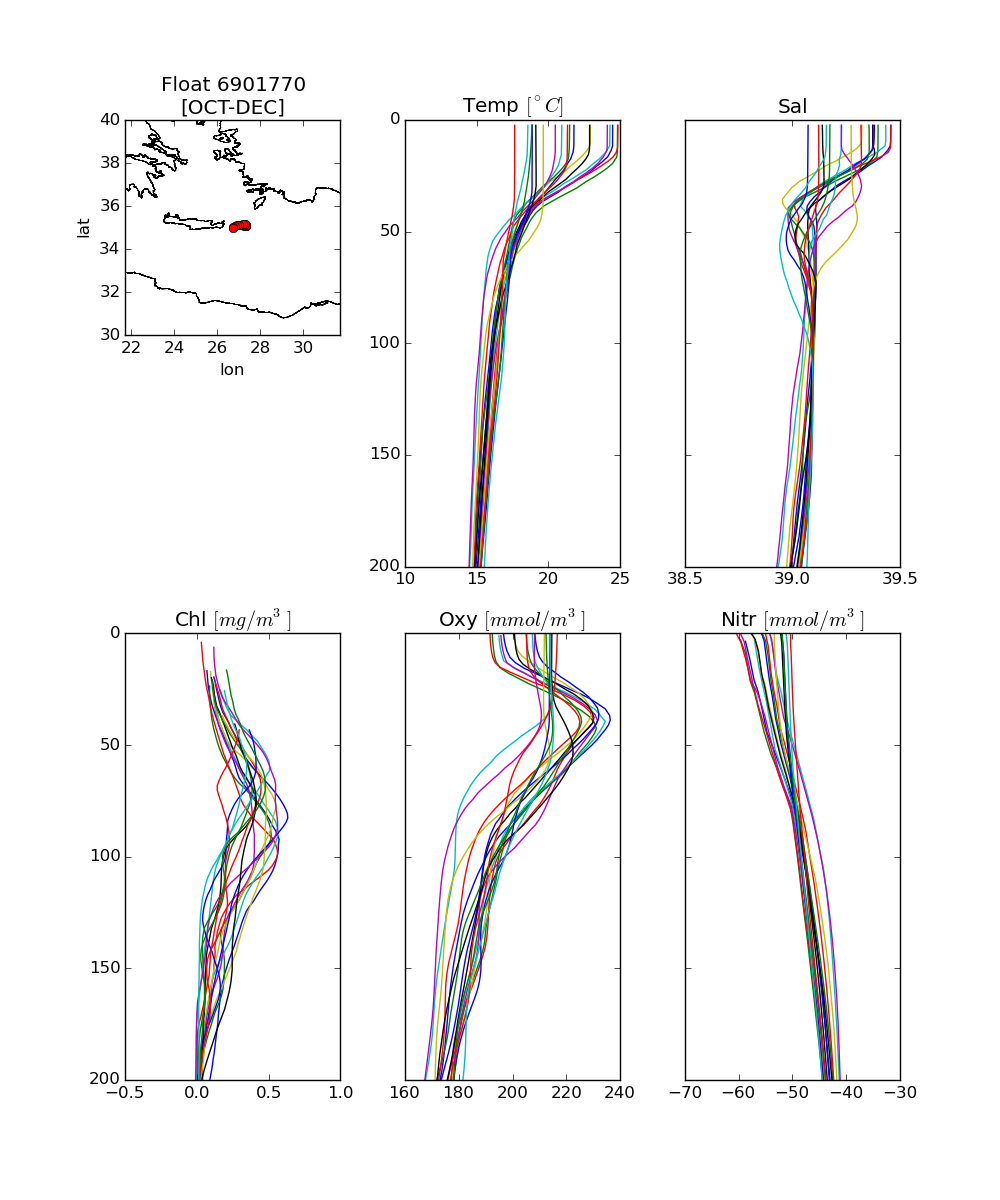 Float 6901770
[OCT-DEC]
40
38
36
34
32
30
lat
22 24 26 28 30
lon
Temp [°C]
0
50
100
150
200
10 15 20 25
Sal
38.5 39.0 39.5
Chl [mg/m³]
0
50
100
150
200
−0.5 0.0 0.5 1.0
Oxy [mmol/m³]
160 180 200 220 240
Nitr [mmol/m³]
−70 −60 −50 −40 −30